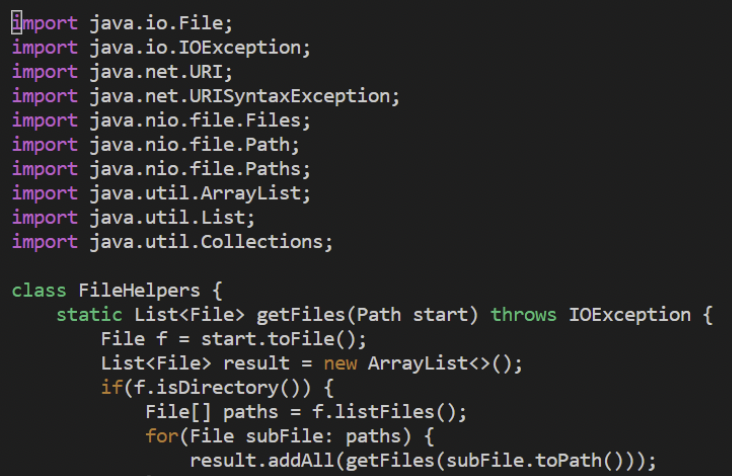 import java.io.File;
import java.io.IOException;
import java.net.URI;
import java.net.URISyntaxException;
import java.nio.file.Files;
import java.nio.file.Path;
import java.nio.file.Paths;
import java.util.ArrayList;
import java.util.List;
import java.util.Collections;

class FileHelpers {
    static List<File> getFiles(Path start) throws IOException {
        File f = start.toFile();
        List<File> result = new ArrayList<>();
        if(f.isDirectory()) {
            File[] paths = f.listFiles();
            for(File subFile: paths) {
                result.addAll(getFiles(subFile.toPath()));